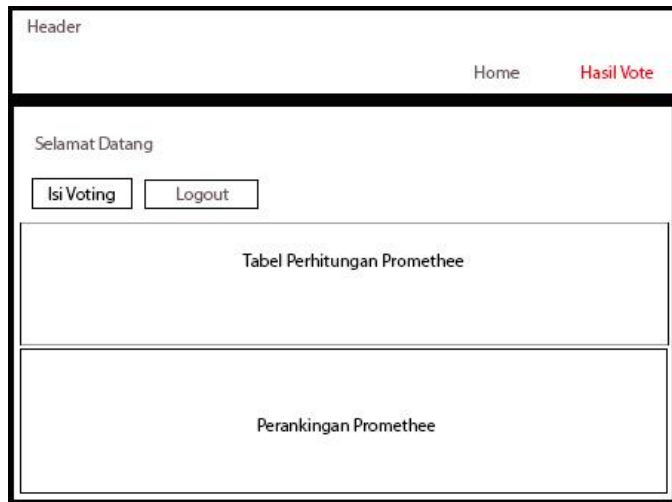 Header
Home Hasil Vote
Selamat Datang
Isi Voting Logout
Tabel Perhitungan Promethee
Perankingan Promethee